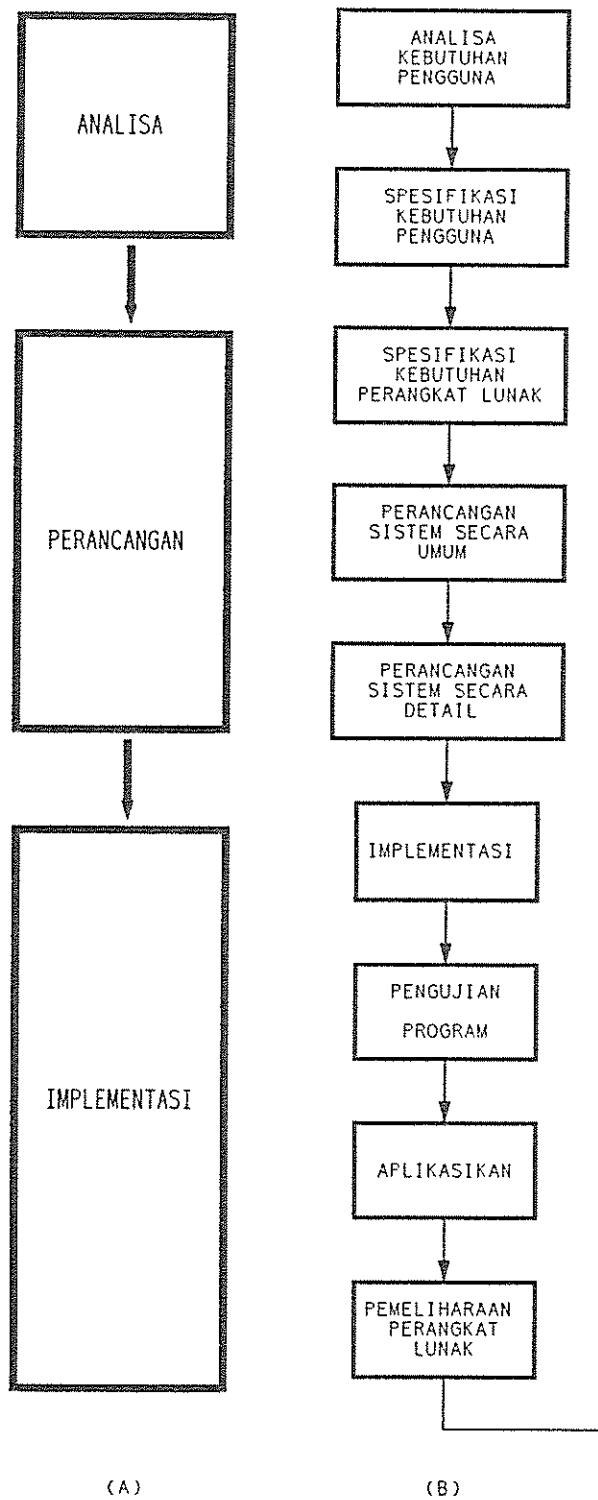 ANALISA
PERANCANGAN
IMPLEMENTASI
(A)
ANALISA
KEBUTUHAN
PENGGUNA
SPESIFIKASI
KEBUTUHAN
PENGGUNA
SPESIFIKASI
KEBUTUHAN
PERANGKAT LUNAK
PERANCANGAN
SISTEM SECARA
UMUM
PERANCANGAN
SISTEM SECARA
DETAIL
IMPLEMENTASI
PENGUJIAN
PROGRAM
APLIKASIKAN
PEMELIHARAAN
PERANGKAT
LUNAK
(B)